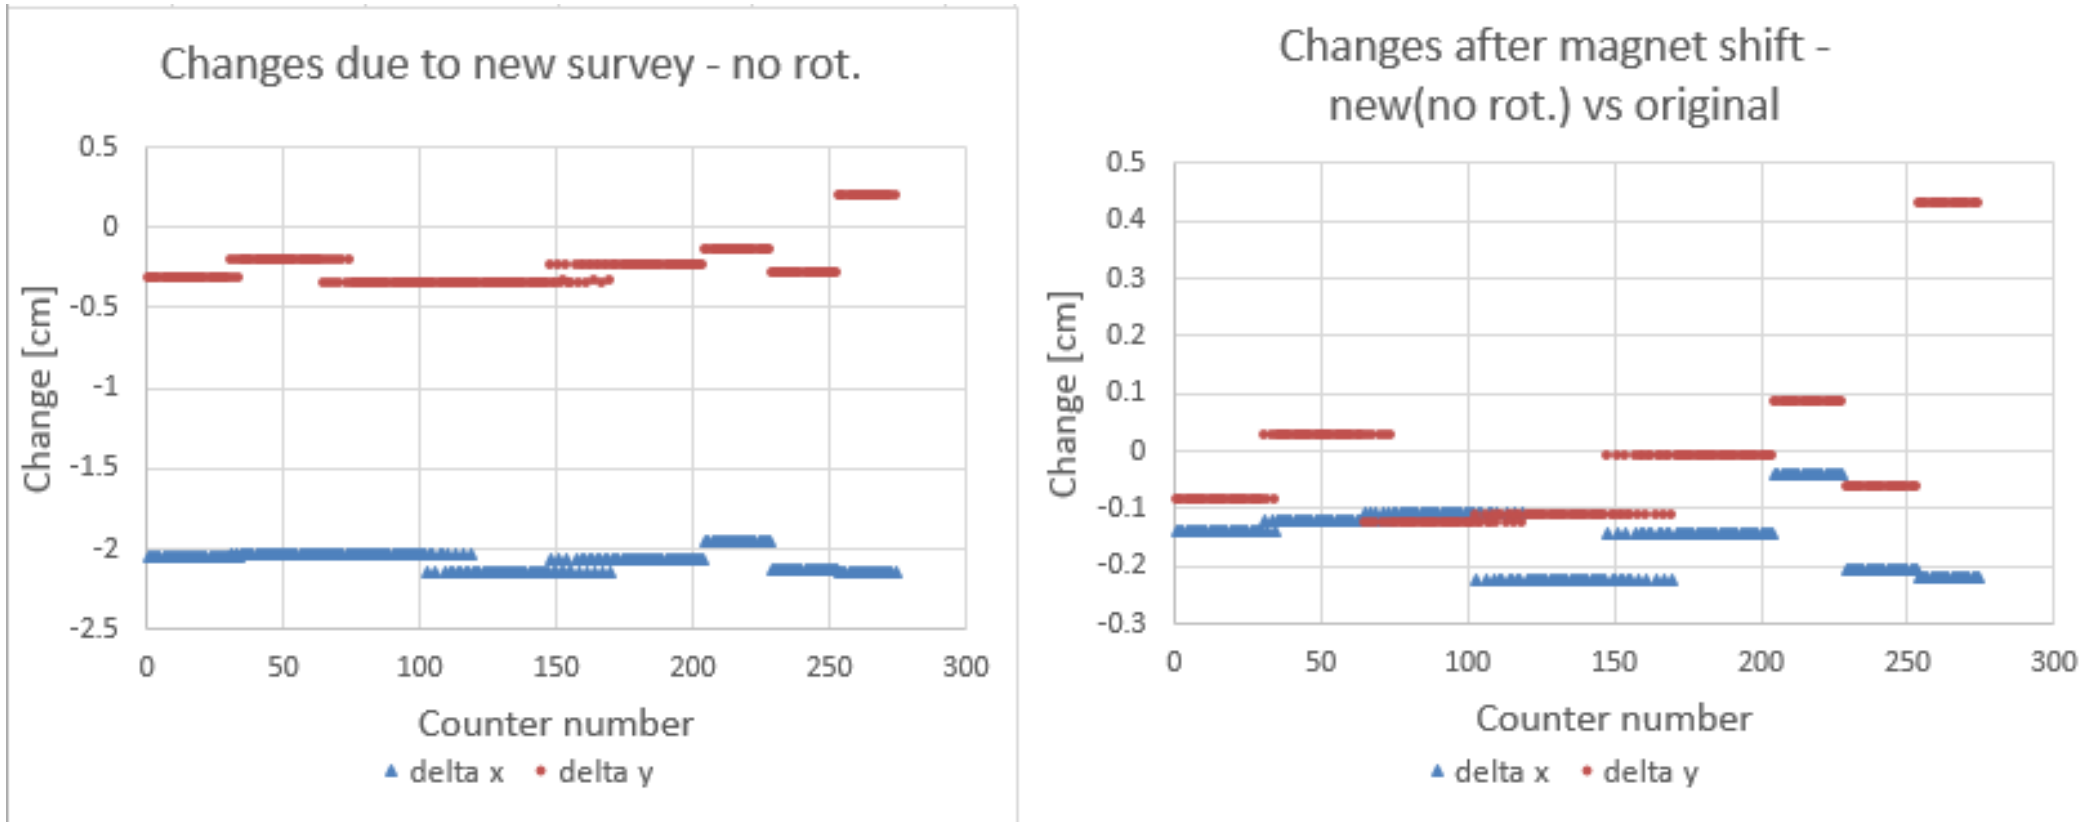 Changes due to new survey - no rot.
0.5
0
-0.5
-1
-1.5
-2
-2.5
0 50 100 150 200 250 300
Change [cm]
Counter number
delta x delta y
Changes after magnet shift -
new(no rot.) vs original
0.5
0.4
0.3
0.2
0.1
0
-0.1
-0.2
-0.3
0 50 100 150 200 250 300
Change [cm]
Counter number
delta x delta y